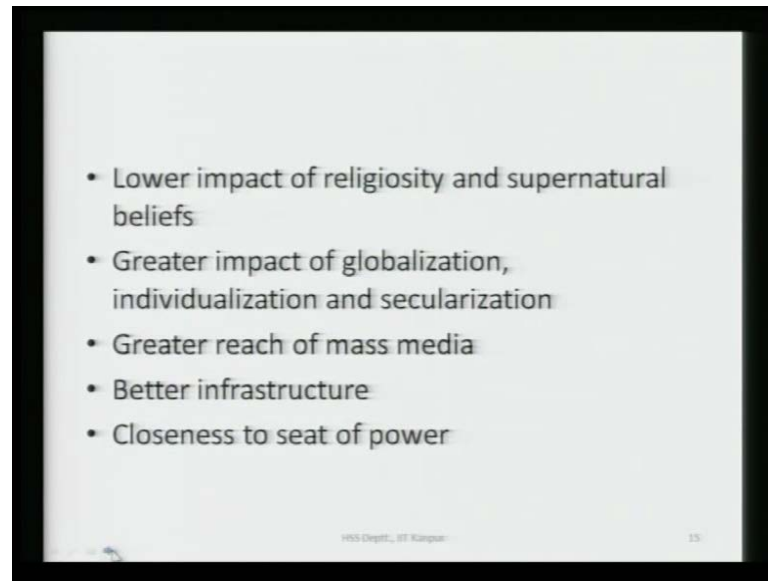 • Lower impact of religiosity and supernatural
beliefs
• Greater impact of globalization,
individualization and secularization
• Greater reach of mass media
• Better infrastructure
• Closeness to seat of power
HSS Deptt., IIT Kanpur
15